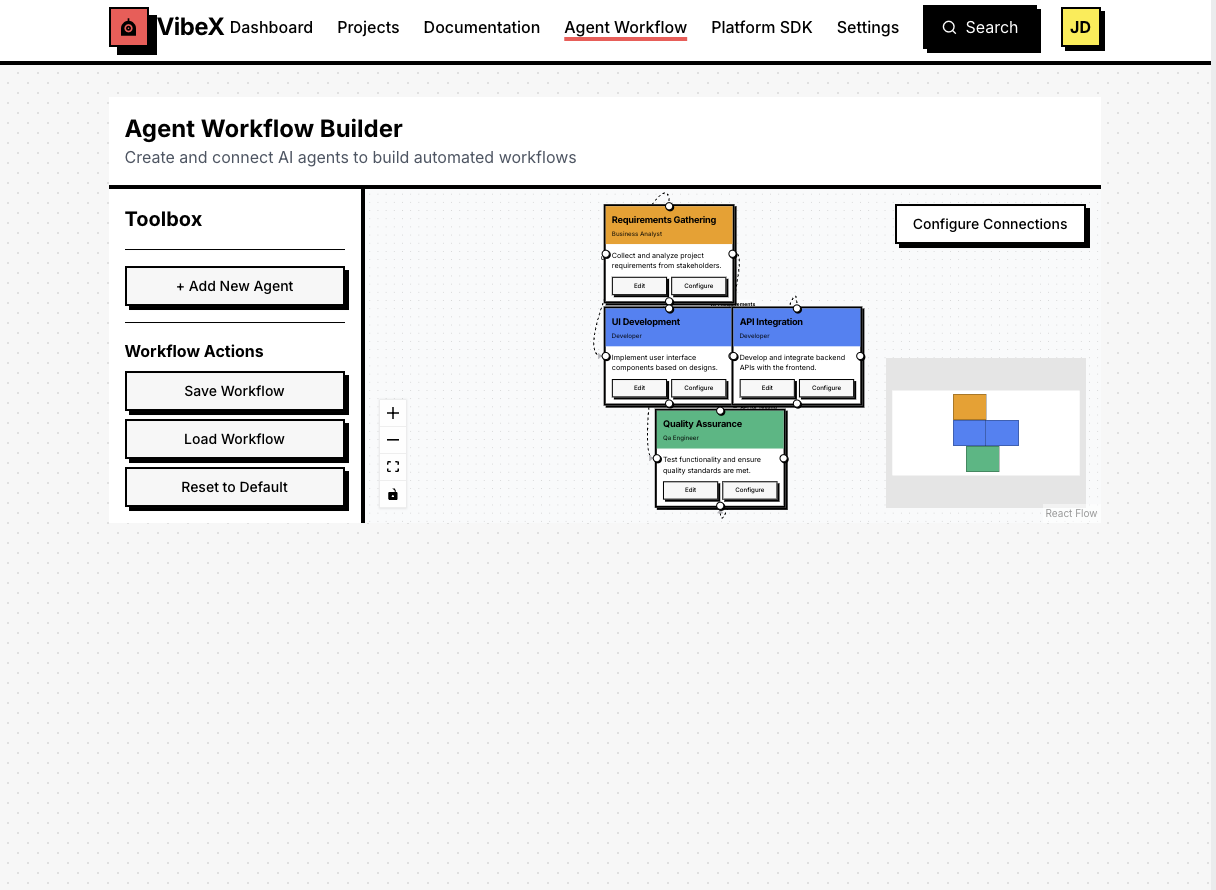 VibeX Dashboard Projects Documentation Agent Workflow Platform SDK Settings Search JD
Agent Workflow Builder
Create and connect AI agents to build automated workflows
Toolbox
+ Add New Agent
Workflow Actions
Save Workflow
Load Workflow
Reset to Default
Requirements Gathering
Business Analyst
Collect and analyze project
requirements from stakeholders.
Edit Configure
UI Development
Developer
Implement user interface
components based on designs.
Edit Configure
API Integration
Developer
Develop and integrate backend
APIs with the frontend.
Edit Configure
Quality Assurance
Qa Engineer
Test functionality and ensure
quality standards are met.
Edit Configure
Configure Connections
React Flow